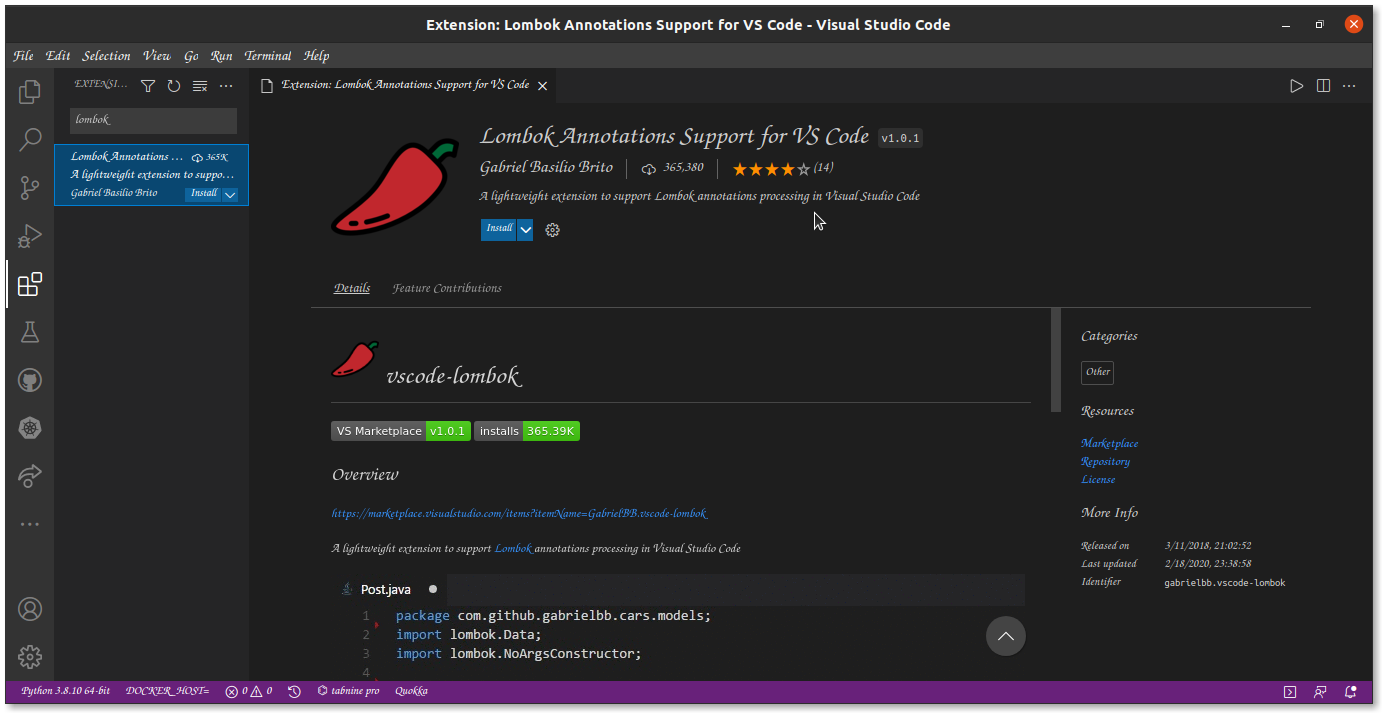 Extension: Lombok Annotations Support for VS Code - Visual Studio Code
File Edit Selection View Go Run Terminal Help
EXTENSI...
lombok
Lombok Annotations ... 365K
A lightweight extension to suppo...
Gabriel Basilio Brito Install
Extension: Lombok Annotations Support for VS Code
Lombok Annotations Support for VS Code v1.0.1
Gabriel Basilio Brito 365,380 (14)
A lightweight extension to support Lombok annotations processing in Visual Studio Code
Install
Details Feature Contributions
vscode-lombok
VS Marketplace v1.0.1 installs 365.39K
Overview
https://marketplace.visualstudio.com/items?itemName=GabrielBB.vscode-lombok
A lightweight extension to support Lombok annotations processing in Visual Studio Code
Post.java
1 package com.github.gabrielbb.cars.models;
2 import lombok.Data;
3 import lombok.NoArgsConstructor;
4
Categories
Other
Resources
Marketplace
Repository
License
More Info
Released on 3/11/2018, 21:02:52
Last updated 2/18/2020, 23:38:58
Identifier gabrielbb.vscode-lombok
Python 3.8.10 64-bit DOCKER_HOST= 0 0 tabnine pro Quokka